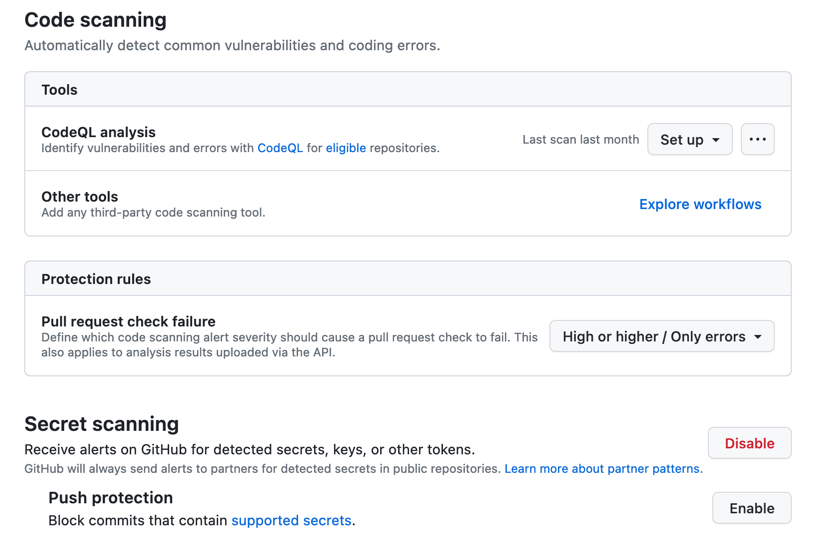 Code scanning
Automatically detect common vulnerabilities and coding errors.
Tools
CodeQL analysis
Identify vulnerabilities and errors with CodeQL for eligible repositories.
Last scan last month
Set up
Other tools
Add any third-party code scanning tool.
Explore workflows
Protection rules
Pull request check failure
Define which code scanning alert severity should cause a pull request check to fail. This
also applies to analysis results uploaded via the API.
High or higher / Only errors
Secret scanning
Receive alerts on GitHub for detected secrets, keys, or other tokens.
GitHub will always send alerts to partners for detected secrets in public repositories. Learn more about partner patterns.
Disable
Push protection
Block commits that contain supported secrets.
Enable